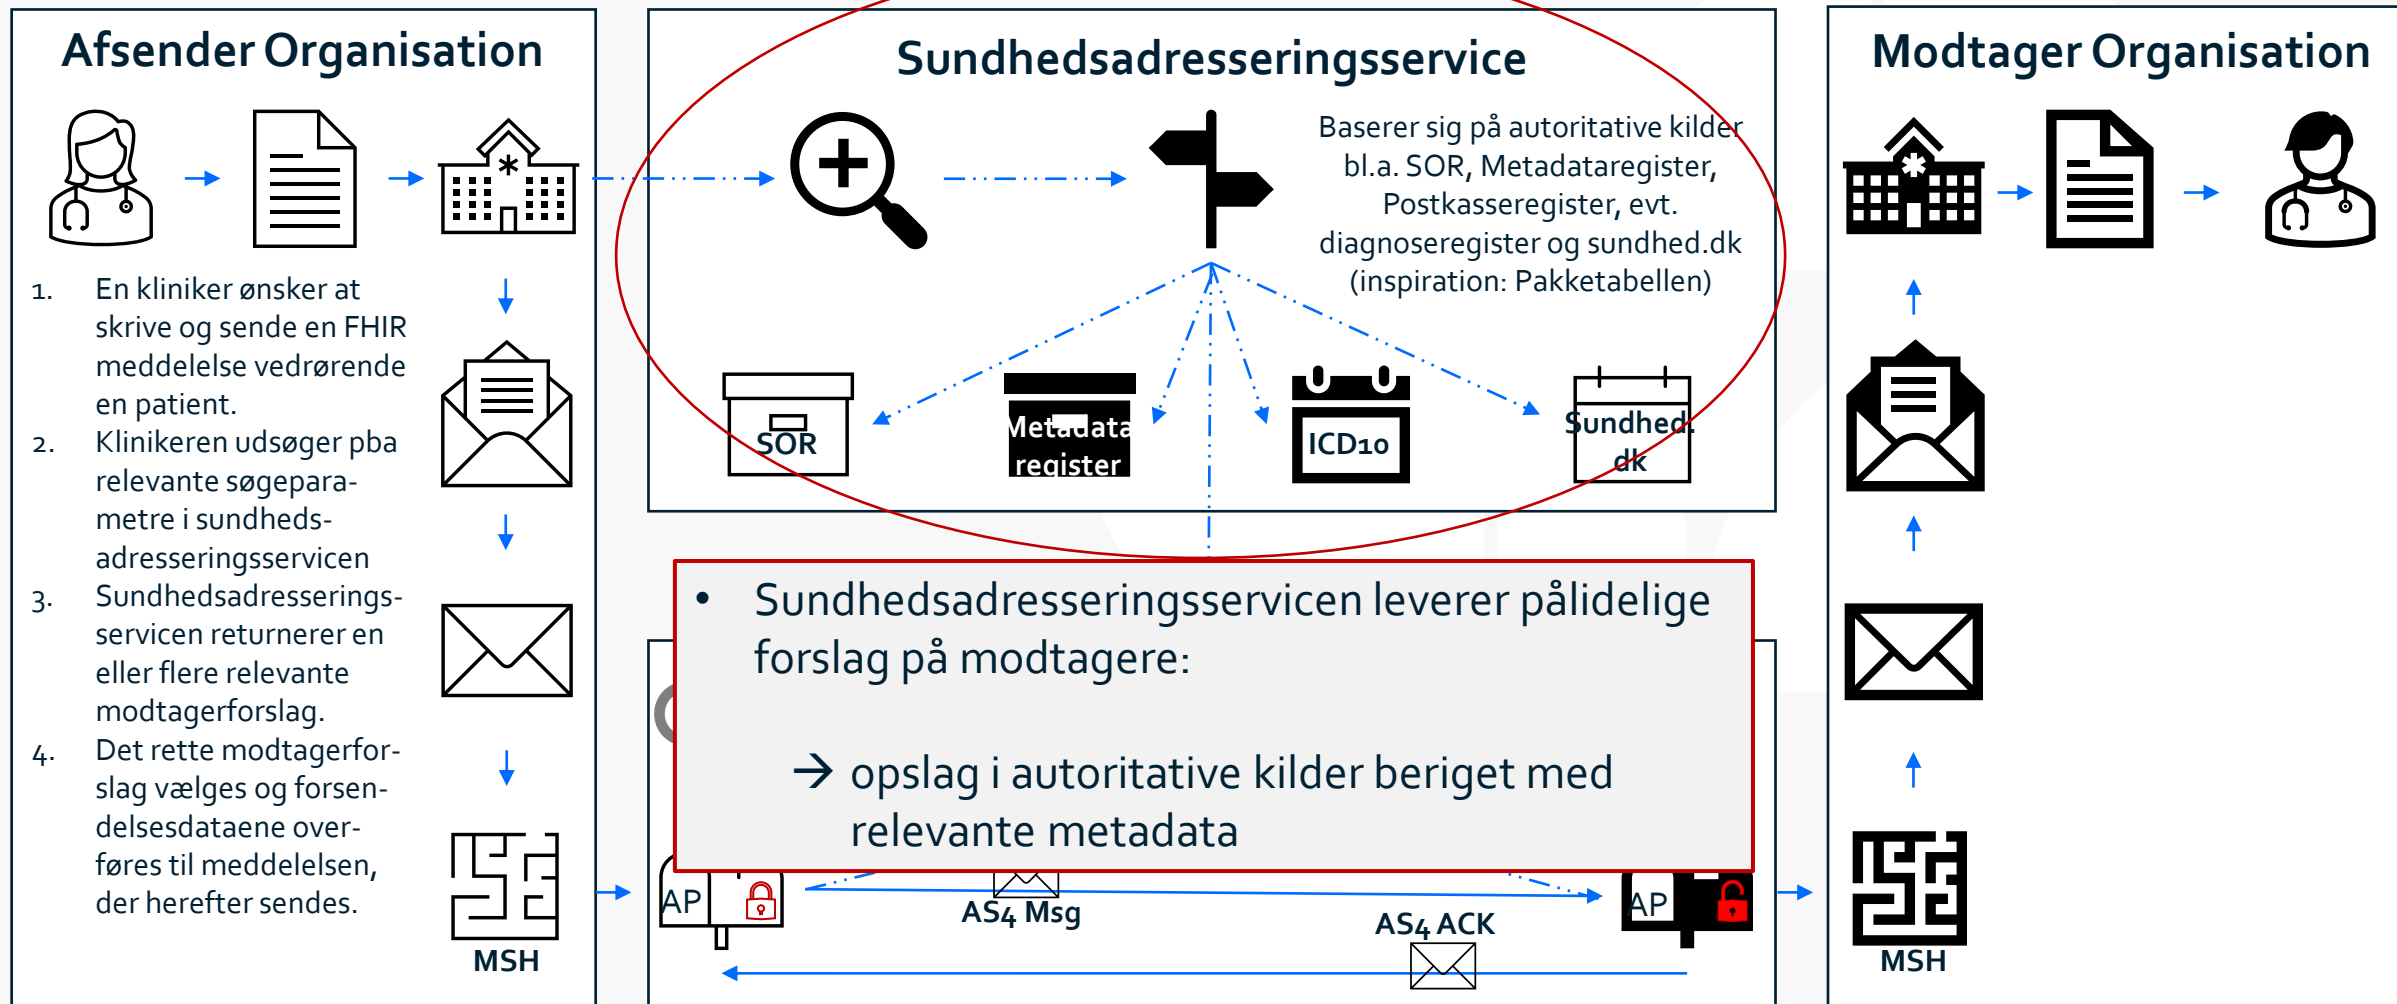 Afsender Organisation
1. En kliniker ønsker at
skrive og sende en FHIR
meddelelse vedrørende
en patient.
2. Klinikeren udsøger pba
relevante søgepara-
metre i sundheds-
adresseringsservicen
3. Sundhedsadresserings-
servicen returnerer en
eller flere relevante
modtagerforslag.
4. Det rette modtagerfor-
slag vælges og forsen-
delsesdataene over-
føres til meddelelsen,
der herefter sendes.
MSH
Sundhedsadresseringsservice
Baserer sig på autoritative kilder
bl.a. SOR, Metadataregister,
Postkasseregister, evt.
diagnoseregister og sundhed.dk
(inspiration: Pakketabellen)
SOR
Metadata
register
ICD10
Sundhed.
dk
• Sundhedsadresseringsservicen leverer pålidelige
forslag på modtagere:
→ opslag i autoritative kilder beriget med
relevante metadata
AP
AS4 Msg
AS4 ACK
AP
Modtager Organisation
MSH